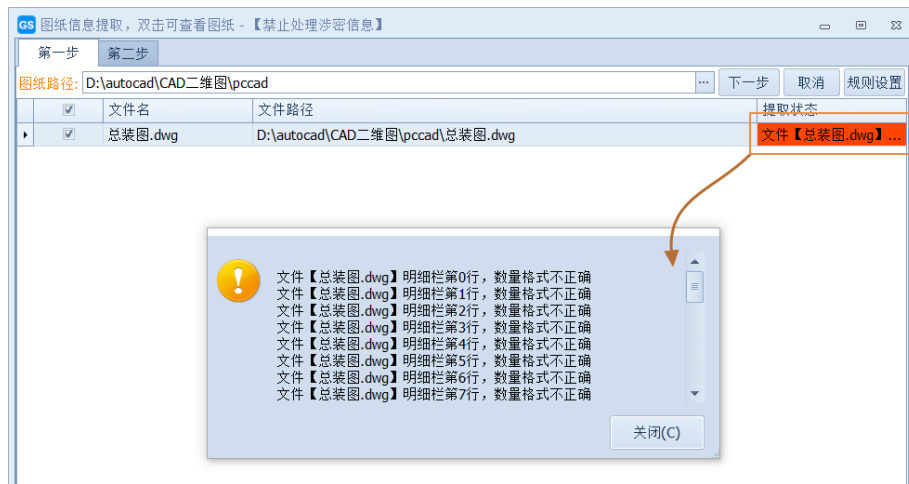 GS 图纸信息提取，双击可查看图纸 - 【禁止处理涉密信息】
第一步 第二步
图纸路径: D:\autocad\CAD二维图\pccad ... 下一步 取消 规则设置
文件名 文件路径 提取状态
总装图.dwg D:\autocad\CAD二维图\pccad\总装图.dwg 文件【总装图.dwg】...
文件【总装图.dwg】明细栏第0行，数量格式不正确
文件【总装图.dwg】明细栏第1行，数量格式不正确
文件【总装图.dwg】明细栏第2行，数量格式不正确
文件【总装图.dwg】明细栏第3行，数量格式不正确
文件【总装图.dwg】明细栏第4行，数量格式不正确
文件【总装图.dwg】明细栏第5行，数量格式不正确
文件【总装图.dwg】明细栏第6行，数量格式不正确
文件【总装图.dwg】明细栏第7行，数量格式不正确
关闭(C)